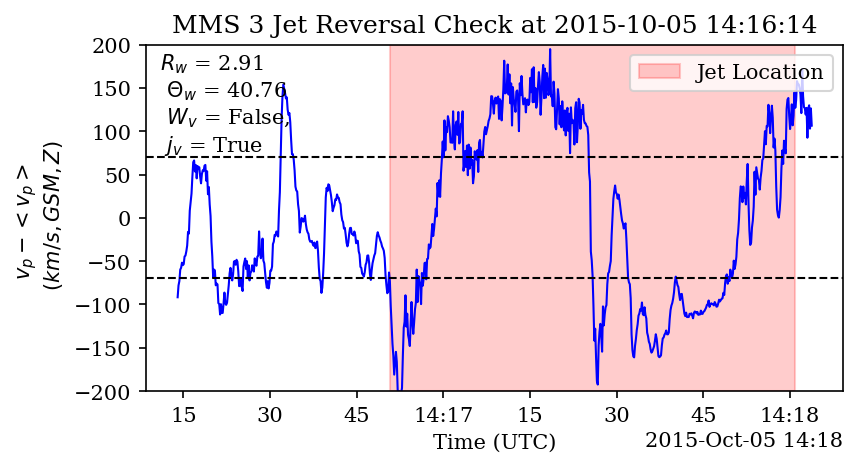 MMS 3 Jet Reversal Check at 2015-10-05 14:16:14
R_w = 2.91
Θ_w = 40.76
W_v = False,
j_v = True
Jet Location
200
150
100
50
0
−50
−100
−150
−200
v_p − < v_p >
(km/s, GSM, Z)
15 30 45 14:17 15 30 45 14:18
Time (UTC)
2015-Oct-05 14:18